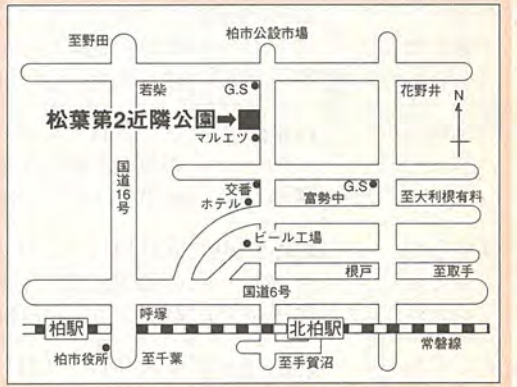 至野田
柏市公設市場
若柴
G.S
花野井
N
松葉第2近隣公園➡
マルエツ
国道16号
交番
ホテル
G.S
富勢中
至大利根有料
ビール工場
根戸
至取手
国道6号
呼塚
柏駅
北柏駅
常磐線
柏市役所
至千葉
至手賀沼